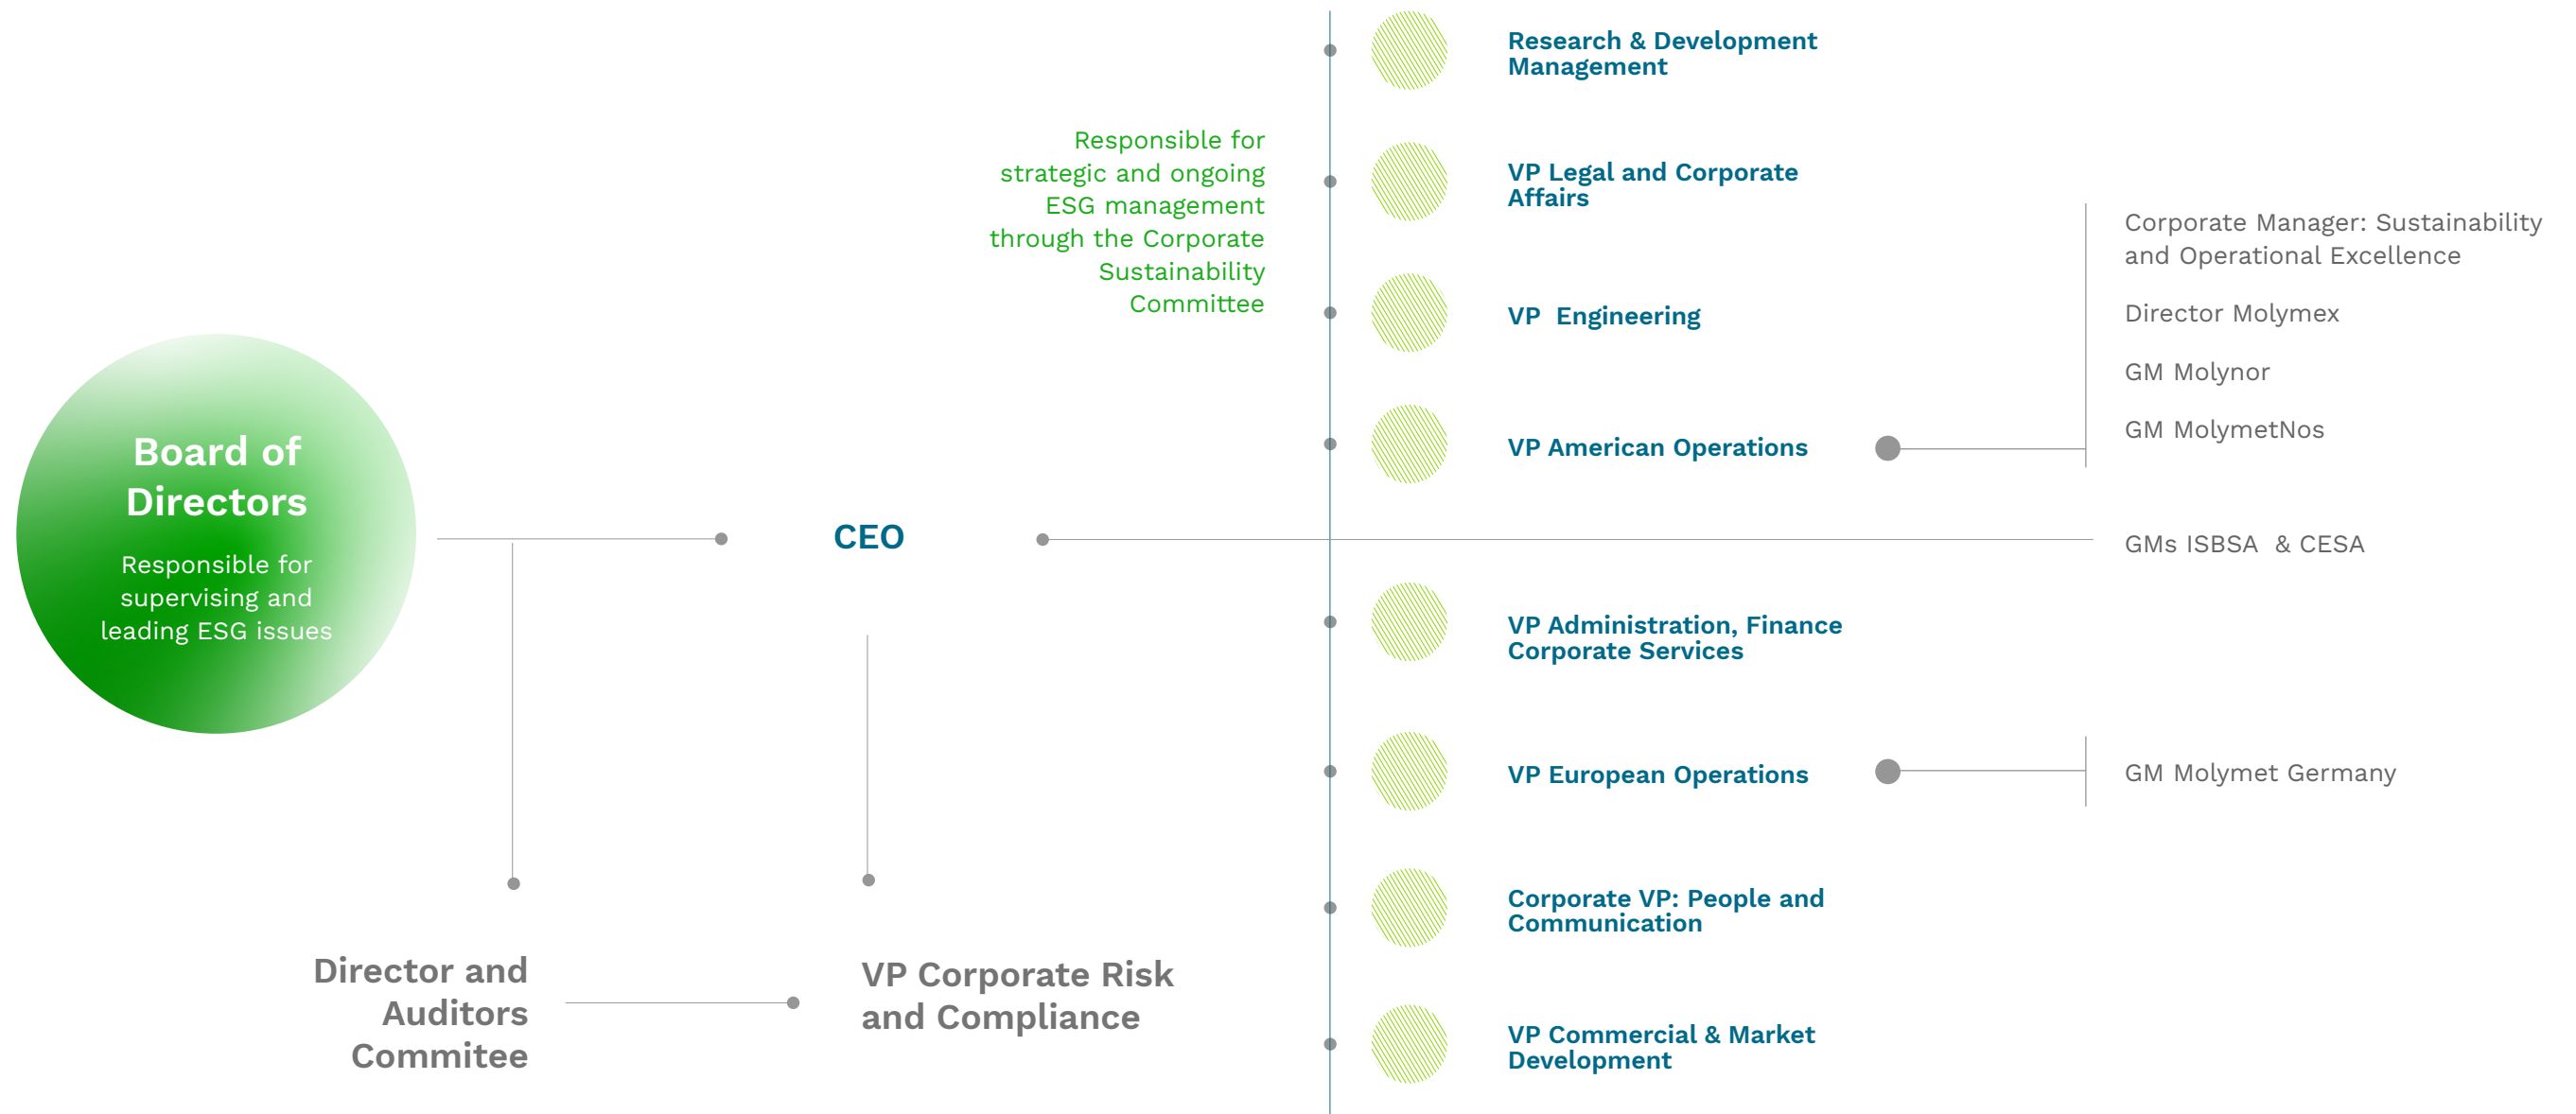 Board of
Directors
Responsible for
supervising and
leading ESG issues
CEO
Director and
Auditors
Commitee
VP Corporate Risk
and Compliance
Responsible for
strategic and ongoing
ESG management
through the Corporate
Sustainability
Committee
Research & Development
Management
VP Legal and Corporate
Affairs
VP  Engineering
VP American Operations
VP Administration, Finance
Corporate Services
VP European Operations
Corporate VP: People and
Communication
VP Commercial & Market
Development
Corporate Manager: Sustainability
and Operational Excellence
Director Molymex
GM Molynor
GM MolymetNos
GMs ISBSA  & CESA
GM Molymet Germany